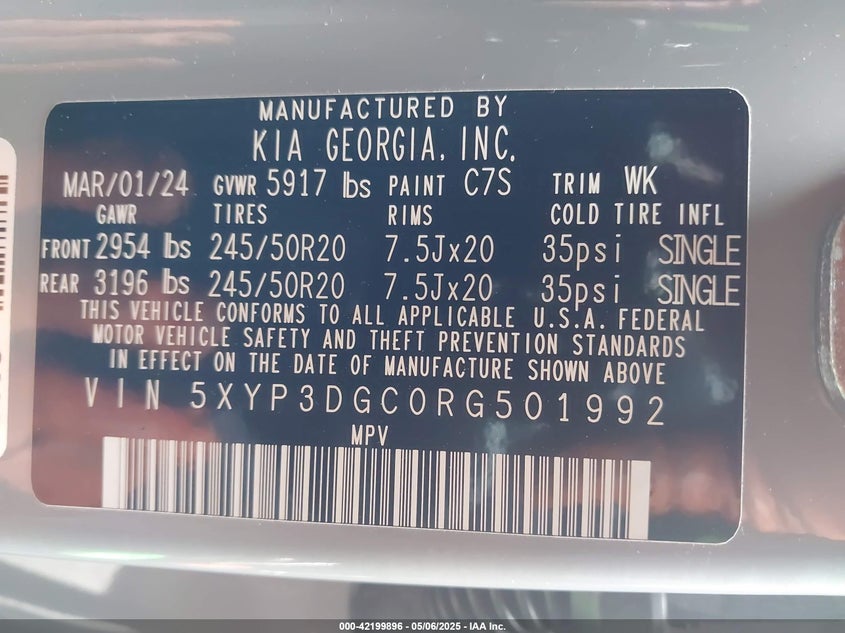 MANUFACTURED BY
KIA GEORGIA, INC.
MAR/01/24 GVWR 5917 lbs PAINT C7S TRIM WK
GAWR TIRES RIMS COLD TIRE INFL
FRONT 2954 lbs 245/50R20 7.5Jx20 35psi SINGLE
REAR 3196 lbs 245/50R20 7.5Jx20 35psi SINGLE
THIS VEHICLE CONFORMS TO ALL APPLICABLE U.S.A. FEDERAL
MOTOR VEHICLE SAFETY AND THEFT PREVENTION STANDARDS
IN EFFECT ON THE DATE OF MANUFACTURE SHOWN ABOVE
VIN 5XYP3DGC0RG501992
MPV
000-42199896 - 05/06/2025 - IAA Inc.